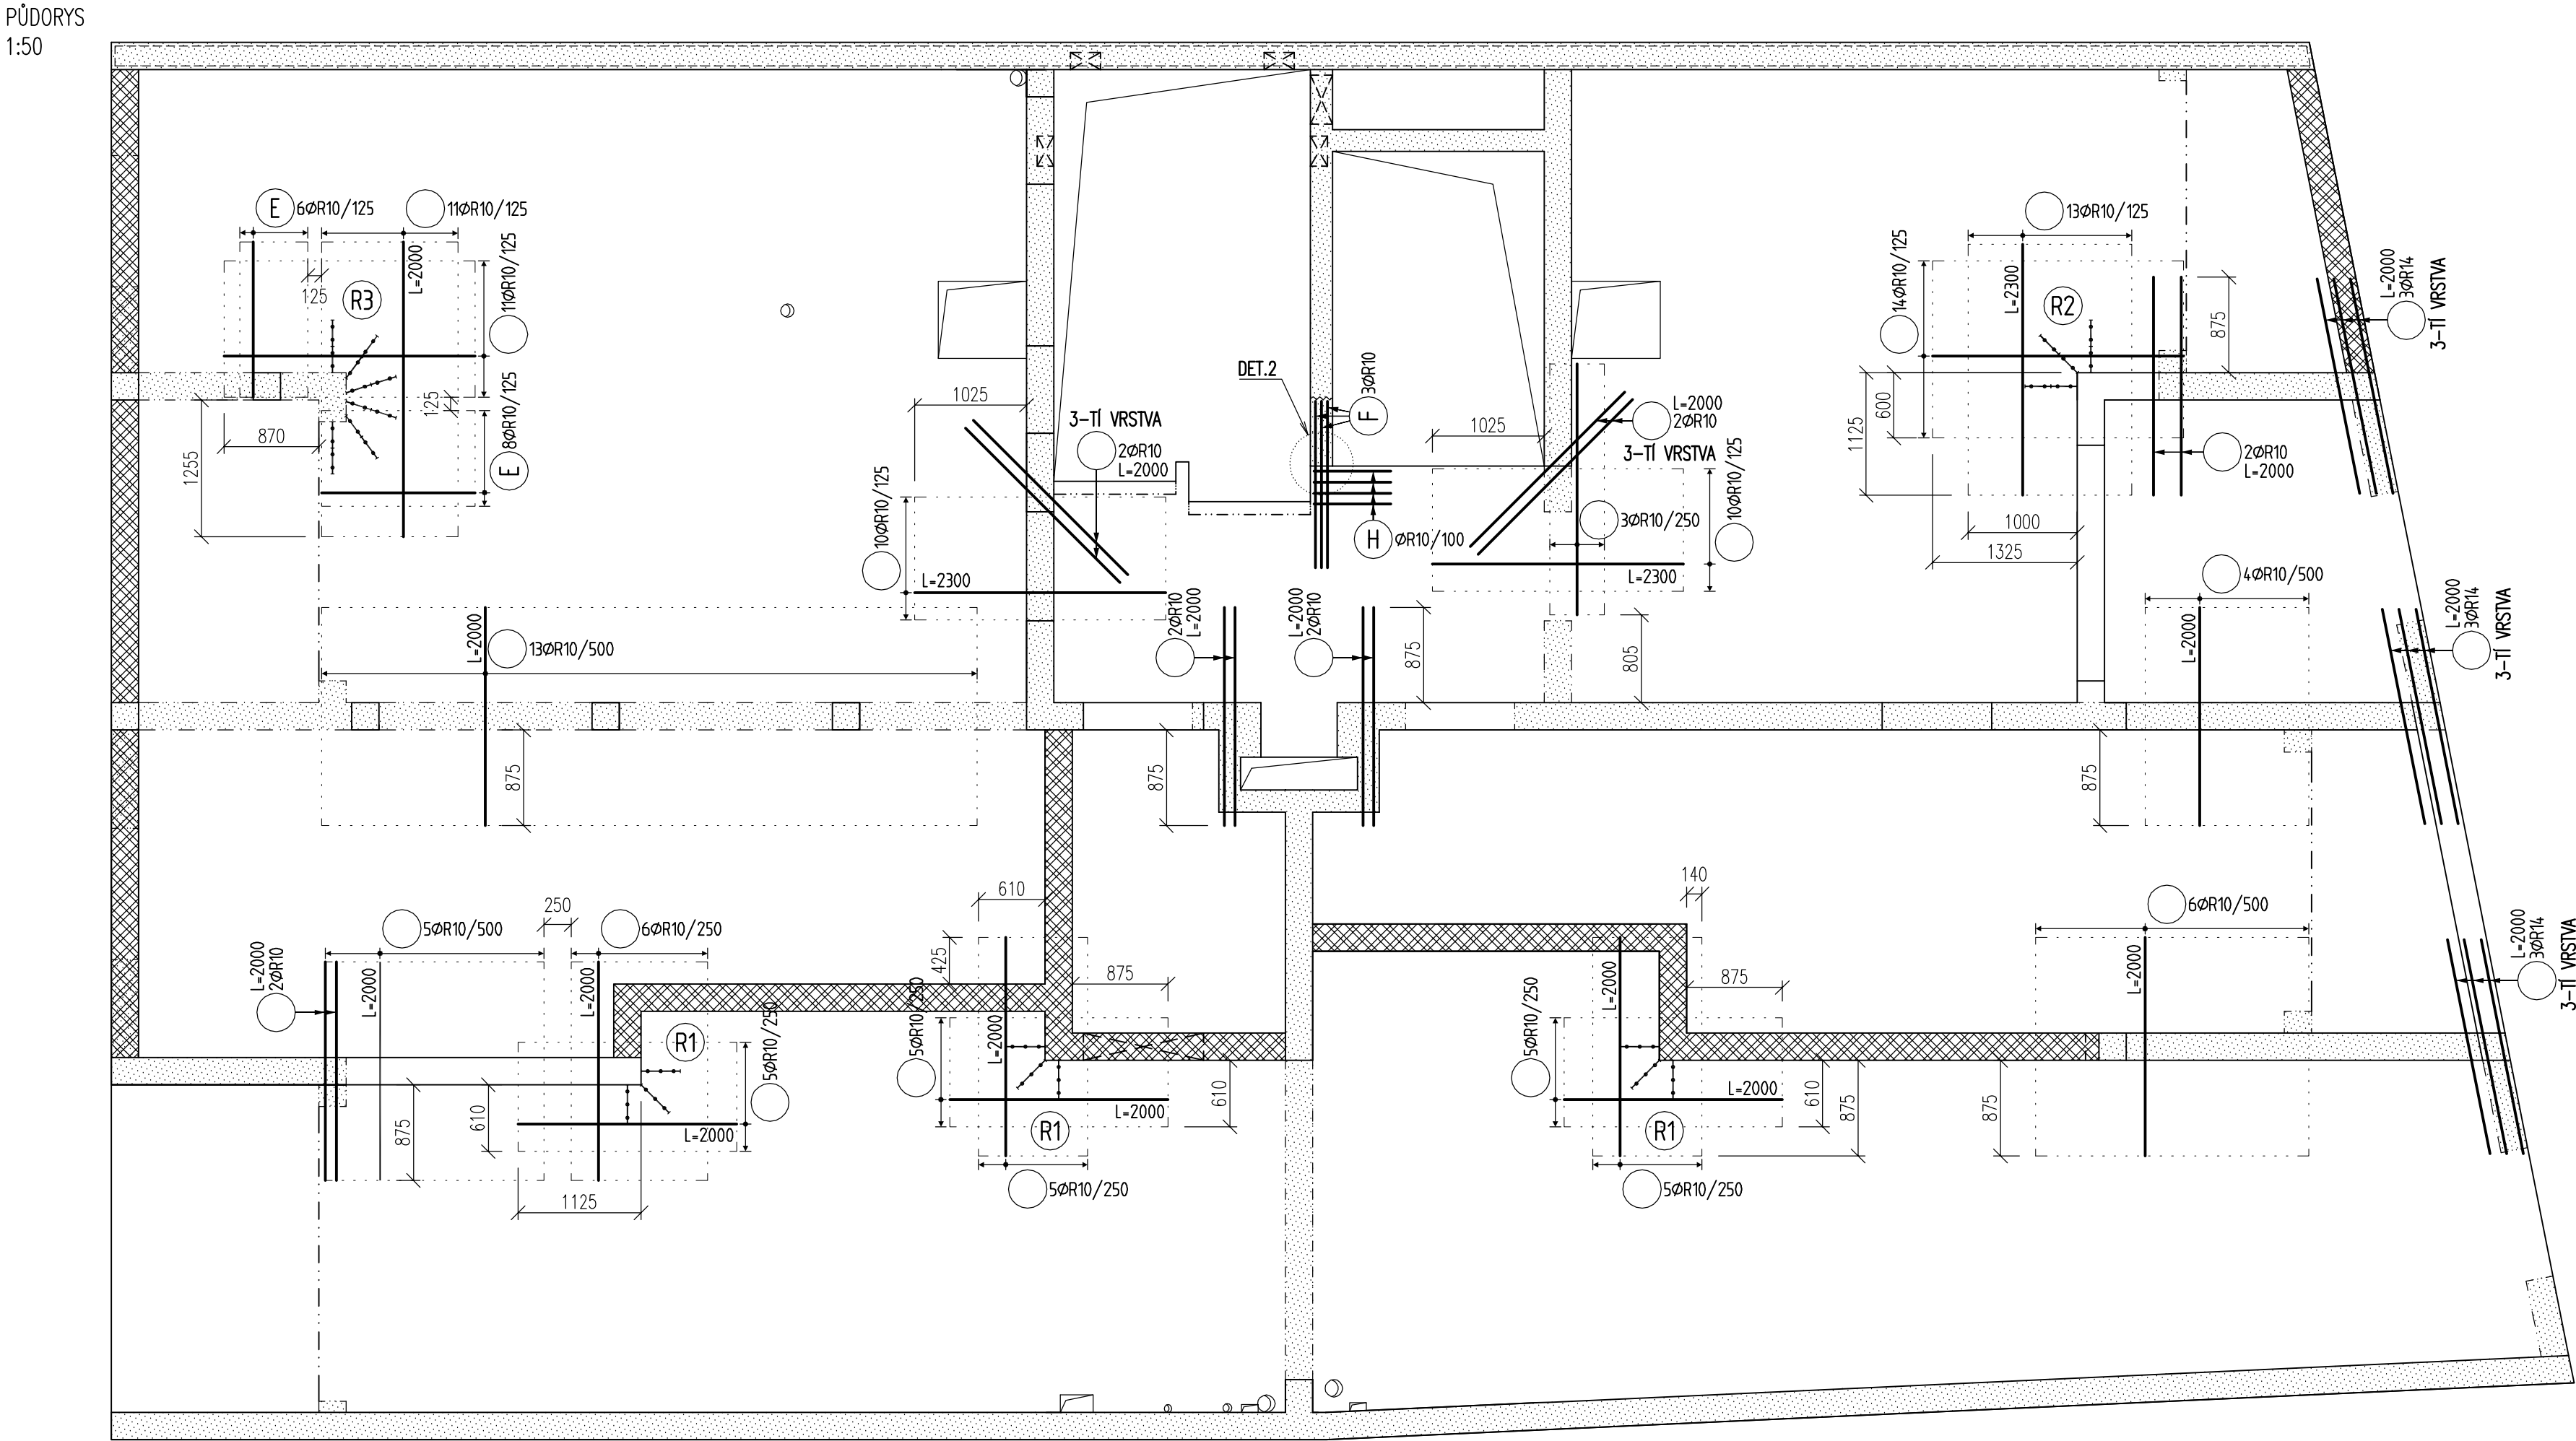 PŮDORYS
1:50
E 6ØR10/125
11ØR10/125
L=2000
11ØR10/125
125
R3
125
E 8ØR10/125
870
1255
13ØR10/500
L=2000
875
1025
3-TÍ VRSTVA
2ØR10
L=2000
10ØR10/125
L=2300
DET.2
F 3ØR10
H ØR10/100
1025
L=2000
2ØR10
3-TÍ VRSTVA
10ØR10/125
3ØR10/250
L=2300
805
875
2ØR10
L=2000
L=2000
2ØR10
875
13ØR10/125
14ØR10/125
L=2300
R2
875
L=2000
3ØR14
3-TÍ VRSTVA
600
1125
2ØR10
L=2000
1000
1325
4ØR10/500
L=2000
875
L=2000
3ØR14
3-TÍ VRSTVA
6ØR10/500
L=2000
875
L=2000
3ØR14
3-TÍ VRSTVA
L=2000
2ØR10
5ØR10/500
L=2000
250
6ØR10/250
L=2000
R1
5ØR10/250
L=2000
875
610
1125
610
425
875
5ØR10/250
L=2000
L=2000
R1
610
5ØR10/250
140
875
5ØR10/250
L=2000
L=2000
R1
610
875
5ØR10/250